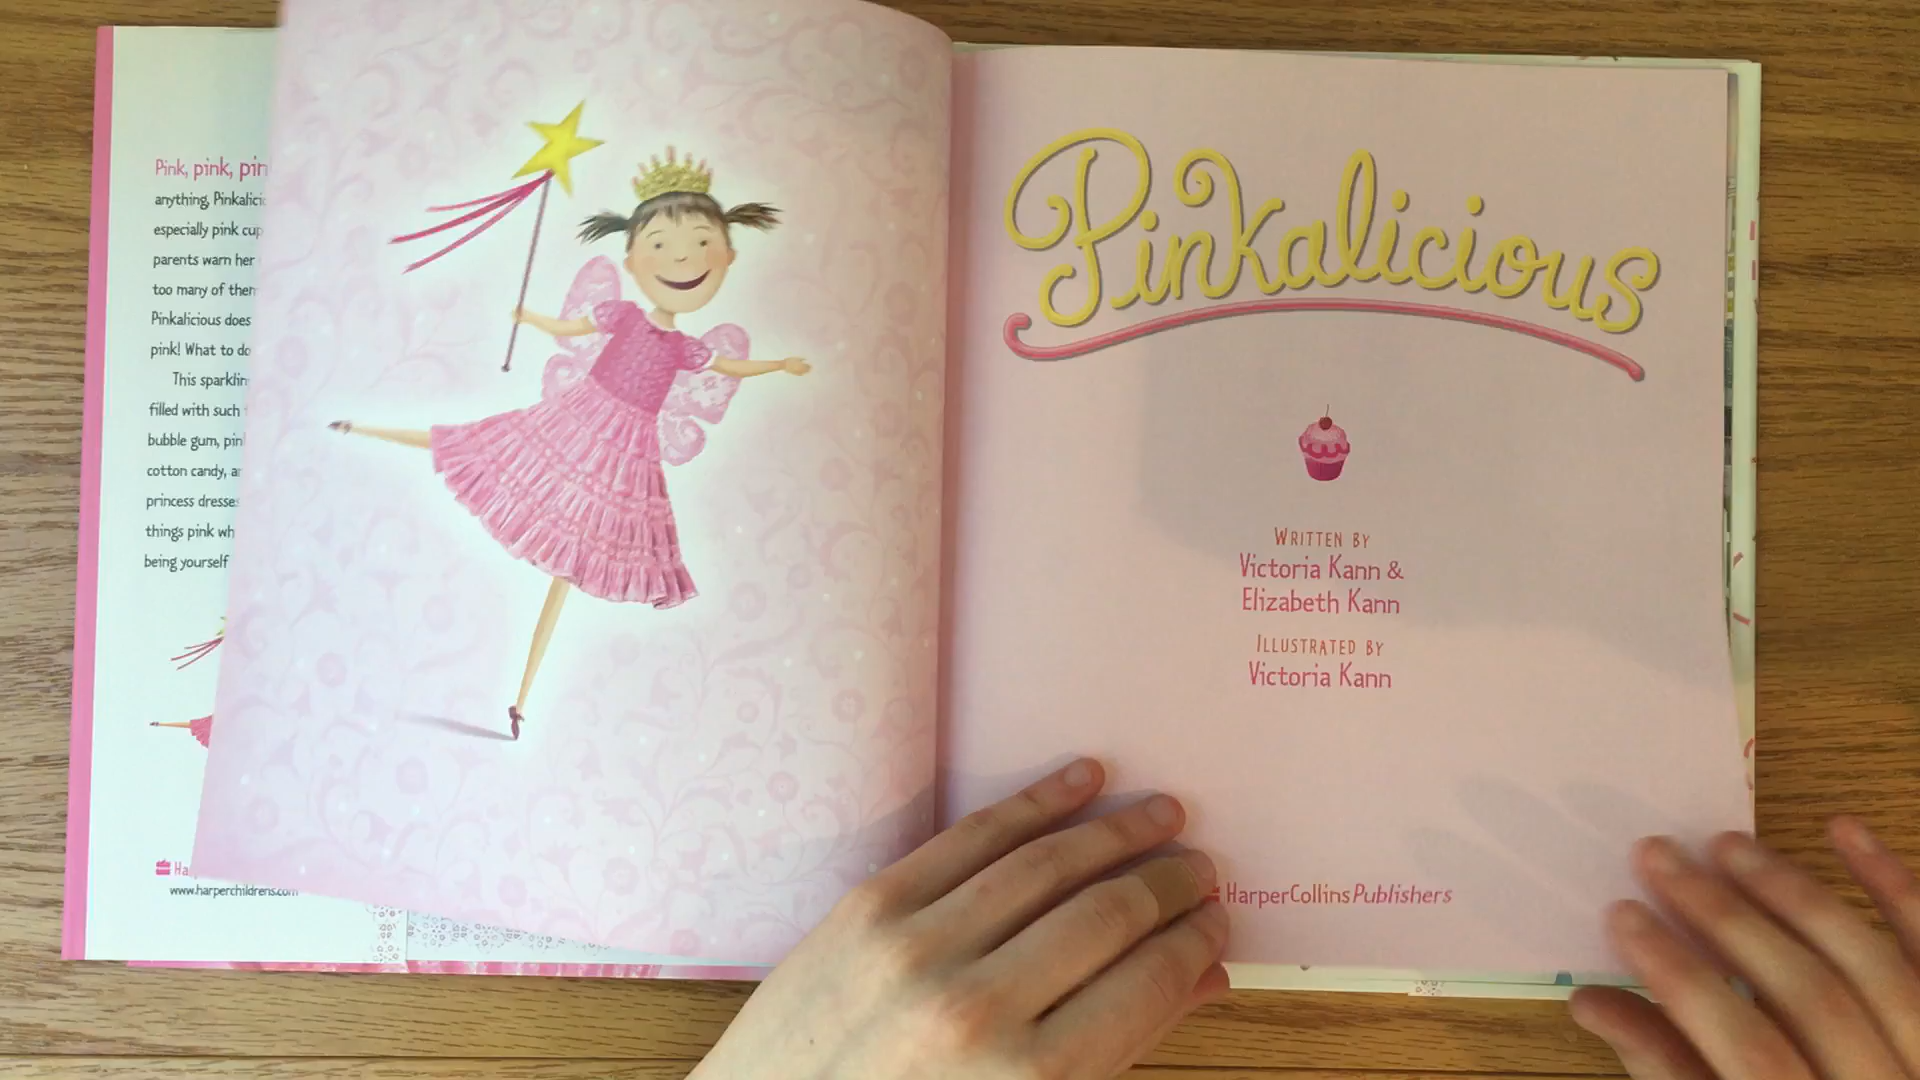 Pink, pink, pin
anything, Pinkalici
especially pink cup
parents warn her
too many of them
Pinkalicious does
pink! What to do
This sparklin
filled with such
bubble gum, pin
cotton candy, a
princess dresse
things pink wh
being yourself
Ha
www.harperchildrens.com
Pinkalicious
WRITTEN BY
Victoria Kann &
Elizabeth Kann
ILLUSTRATED BY
Victoria Kann
HarperCollinsPublishers